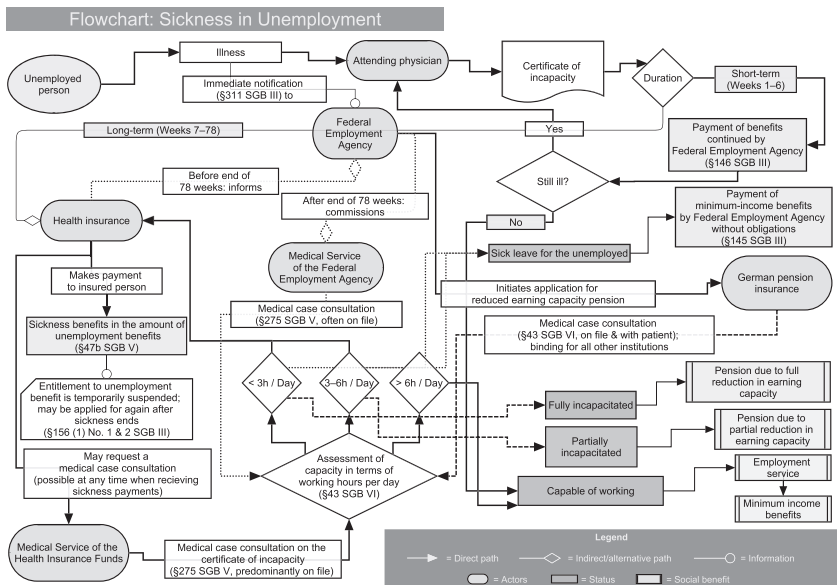 Flowchart: Sickness in Unemployment
Unemployed
person
Illness
Immediate notification
(§311 SGB III) to
Attending physician
Certificate of
incapacity
Duration
Short-term
(Weeks 1–6)
Long-term (Weeks 7–78)
Federal
Employment
Agency
Yes
Payment of benefits
continued by
Federal Employment Agency
(§146 SGB III)
Before end of
78 weeks: informs
Still ill?
After end of 78 weeks:
commissions
Payment of
minimum-income benefits
by Federal Employment Agency
without obligations
(§145 SGB III)
Health insurance
No
Medical Service
of the Federal
Employment Agency
Sick leave for the unemployed
Makes payment
to insured person
Initiates application for
reduced earning capacity pension
German pension
insurance
Medical case consultation
(§275 SGB V, often on file)
Sickness benefits in the amount of
unemployment benefits
(§47b SGB V)
Medical case consultation
(§43 SGB VI, on file & with patient);
binding for all other institutions
< 3h / Day
3–6h / Day
> 6h / Day
Entitlement to unemployment
benefit is temporarily suspended;
may be applied for again after
sickness ends
(§156 (1) No. 1 & 2 SGB III)
Fully incapacitated
Pension due to full
reduction in earning
capacity
Partially
incapacitated
Pension due to
partial reduction in
earning capacity
May request a
medical case consultation
(possible at any time when recieving
sickness payments)
Assessment of
capacity in terms of
working hours per day
(§43 SGB VI)
Capable of working
Employment
service
Minimum income
benefits
Medical Service of the
Health Insurance Funds
Medical case consultation on the
certificate of incapacity
(§275 SGB V, predominantly on file)
Legend
= Direct path
= Indirect/alternative path
= Information
= Actors
= Status
= Social benefit